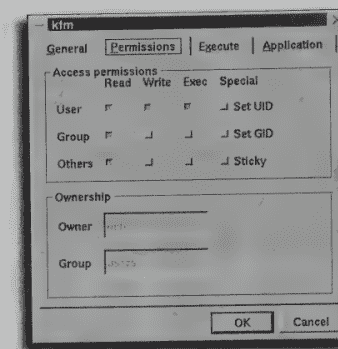 kfm
General Permissions Execute Application
Access permissions
Read Write Exec Special
User Set UID
Group Set GID
Others Sticky
Ownership
Owner
Group users
OK Cancel